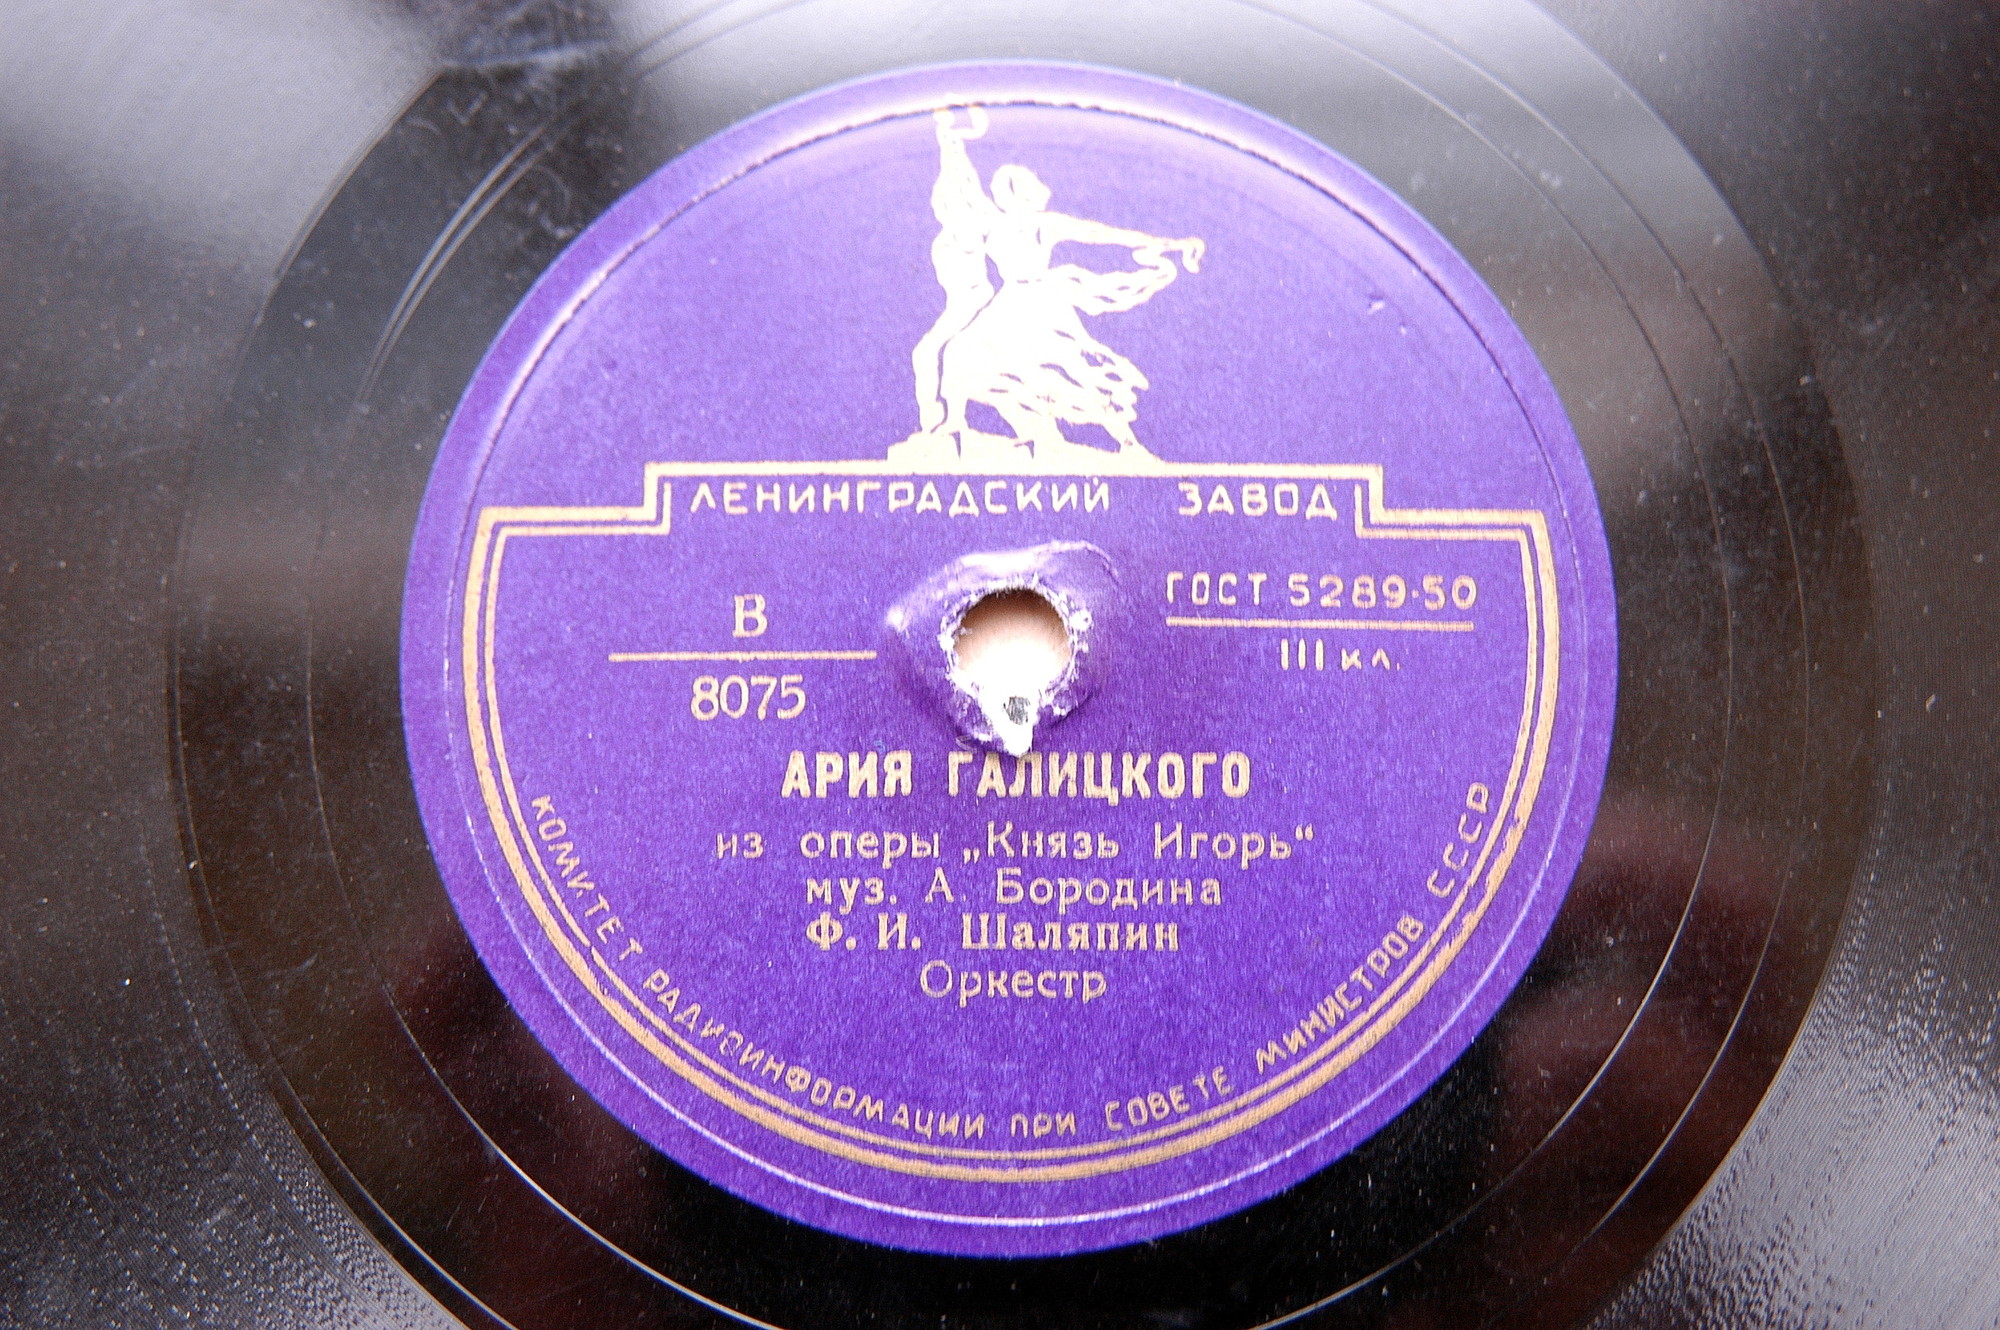 ЛЕНИНГРАДСКИЙ ЗАВОД
В
8075
ГОСТ 5289·50
III кл.
АРИЯ ГАЛИЦКОГО
из оперы „Князь Игорь“
муз. А. Бородина
Ф. И. Шаляпин
Оркестр
КОМИТЕТ РАДИОИНФОРМАЦИИ ПРИ СОВЕТЕ МИНИСТРОВ СССР